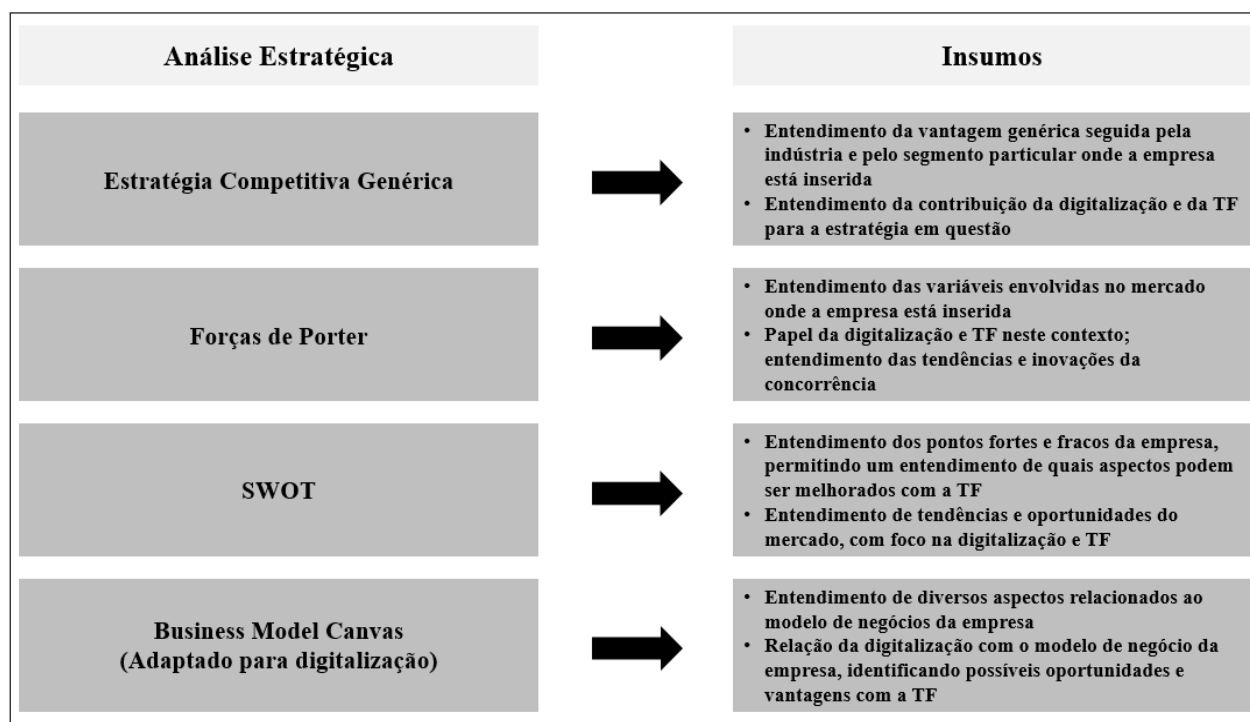 Análise Estratégica
Insumos
Estratégia Competitiva Genérica
• Entendimento da vantagem genérica seguida pela
indústria e pelo segmento particular onde a empresa
está inserida
• Entendimento da contribuição da digitalização e da TF
para a estratégia em questão
Forças de Porter
• Entendimento das variáveis envolvidas no mercado
onde a empresa está inserida
• Papel da digitalização e TF neste contexto;
entendimento das tendências e inovações da
concorrência
SWOT
• Entendimento dos pontos fortes e fracos da empresa,
permitindo um entendimento de quais aspectos podem
ser melhorados com a TF
• Entendimento de tendências e oportunidades do
mercado, com foco na digitalização e TF
Business Model Canvas
(Adaptado para digitalização)
• Entendimento de diversos aspectos relacionados ao
modelo de negócios da empresa
• Relação da digitalização com o modelo de negócio da
empresa, identificando possíveis oportunidades e
vantagens com a TF